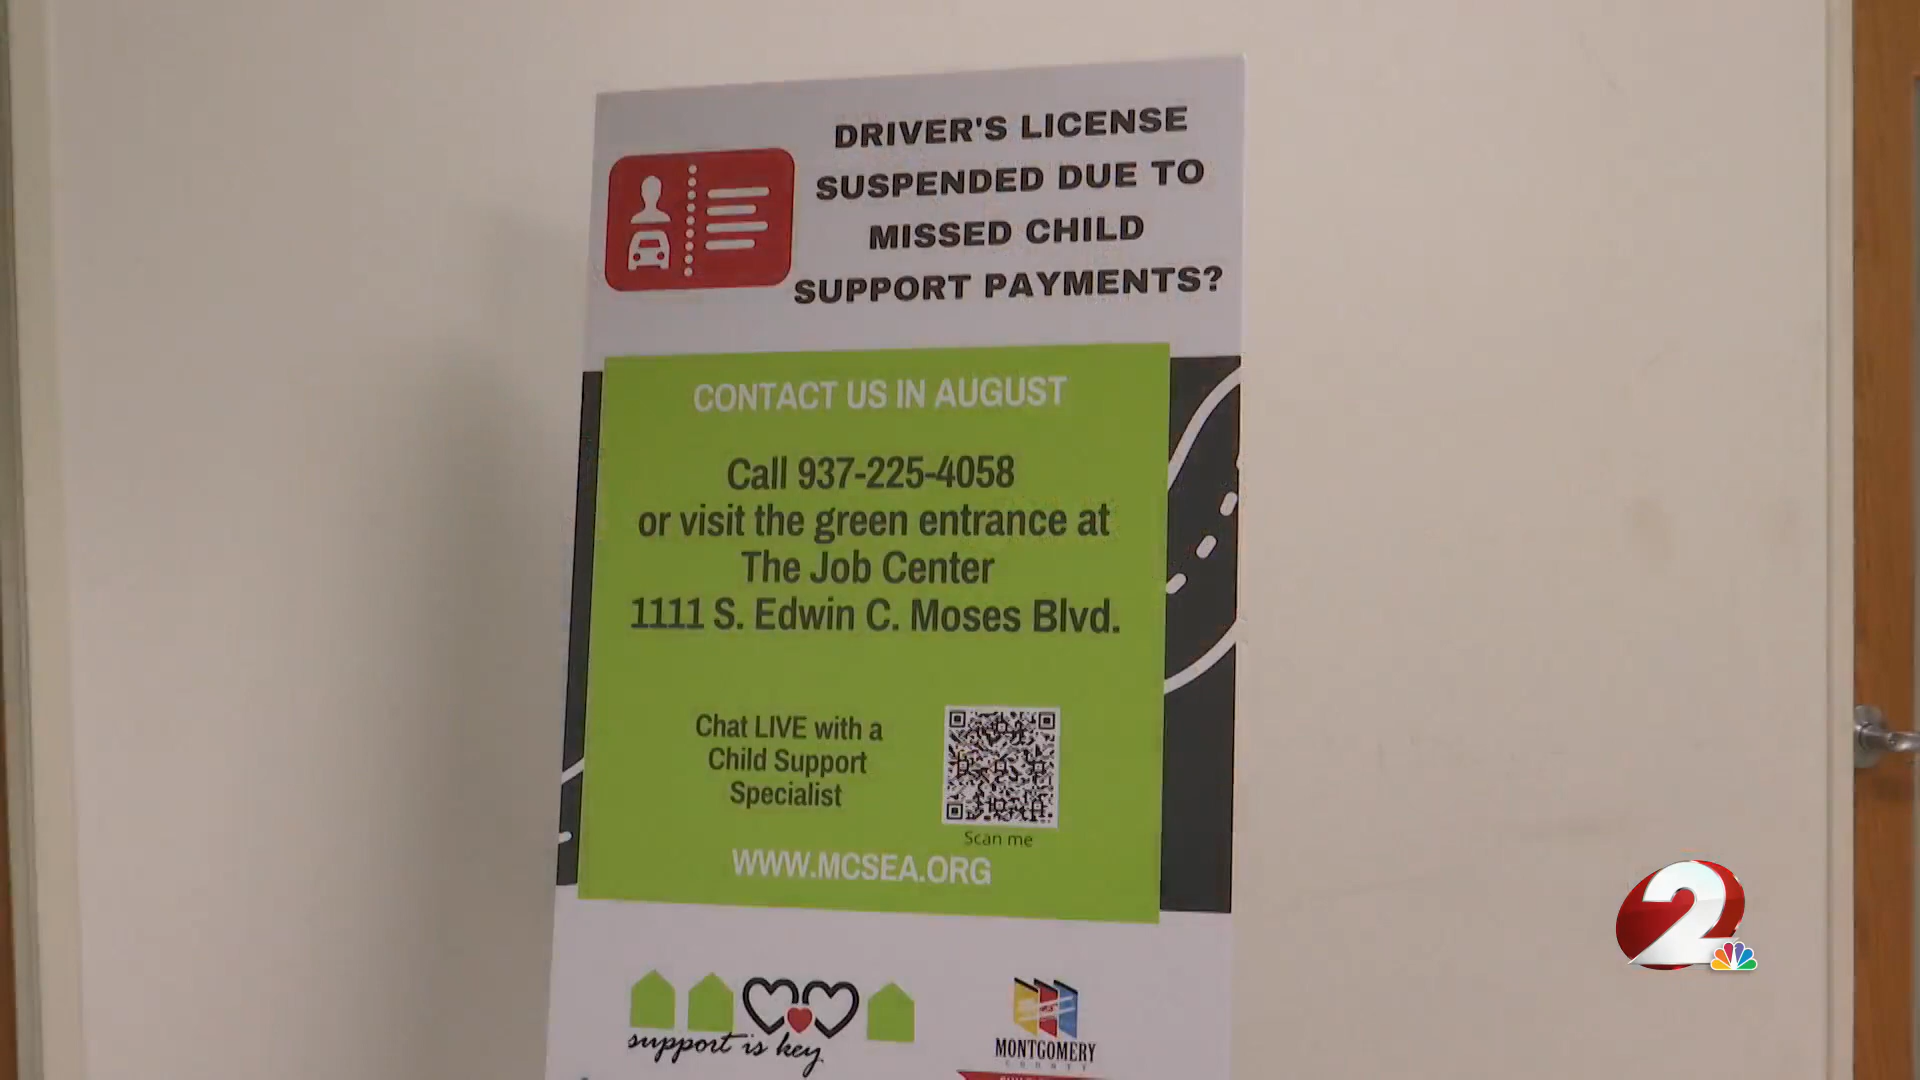 DRIVER'S LICENSE
SUSPENDED DUE TO
MISSED CHILD
SUPPORT PAYMENTS?
CONTACT US IN AUGUST
Call 937-225-4058
or visit the green entrance at
The Job Center
1111 S. Edwin C. Moses Blvd.
Chat LIVE with a
Child Support
Specialist
Scan me
WWW.MCSEA.ORG
support is key
MONTGOMERY
COUNTY
2